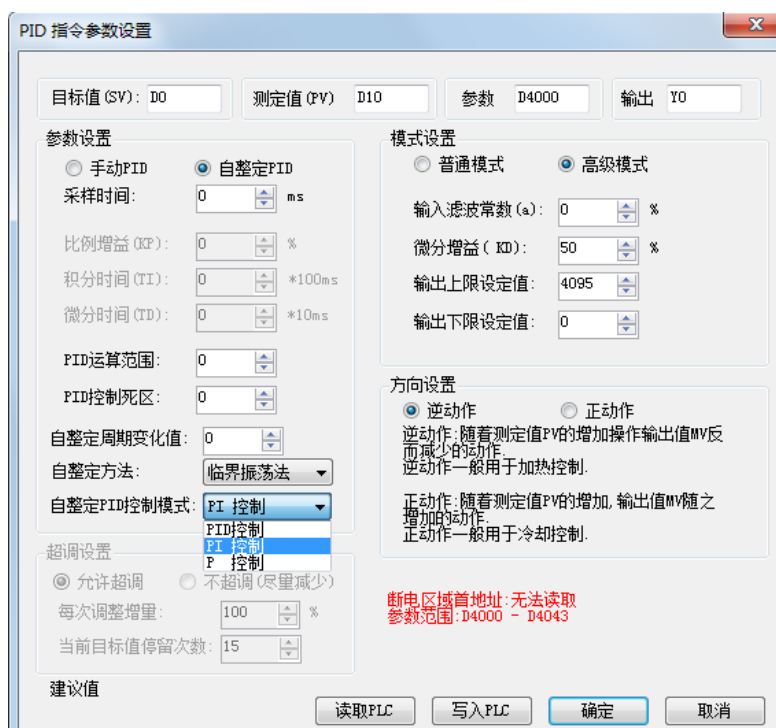 PID 指令参数设置
目标值(SV): D0 测定值(PV) D10 参数 D4000 输出 Y0
参数设置
手动PID 自整定PID
采样时间: 0 ms
比例增益(KP): 0 %
积分时间(TI): 0 *100ms
微分时间(TD): 0 *10ms
PID运算范围: 0
PID控制死区: 0
自整定周期变化值: 0
自整定方法: 临界振荡法
自整定PID控制模式: PI 控制
PID控制
PI 控制
P 控制
超调设置
允许超调 不超调(尽量减少)
每次调整增量: 100 %
当前目标值停留次数: 15
建议值
模式设置
普通模式 高级模式
输入滤波常数(a): 0 %
微分增益( KD): 50 %
输出上限设定值: 4095
输出下限设定值: 0
方向设置
逆动作 正动作
逆动作:随着测定值PV的增加操作输出值MV反
而减少的动作.
逆动作一般用于加热控制.
正动作:随着测定值PV的增加,输出值MV随之
增加的动作.
正动作一般用于冷却控制.
断电区域首地址:无法读取
参数范围:D4000 - D4043
读取PLC 写入PLC 确定 取消